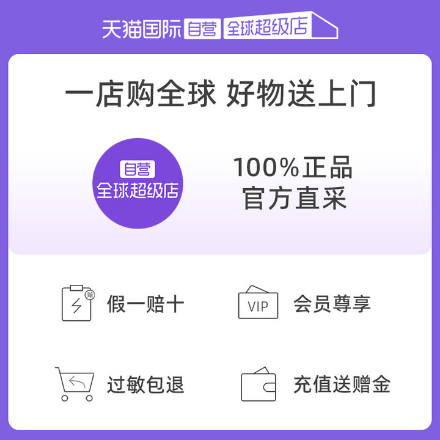 天猫国际 自营 全球超级店
一店购全球 好物送上门
自营
全球超级店
100%正品
官方直采
假一赔十
VIP 会员尊享
过敏包退
充值送赠金